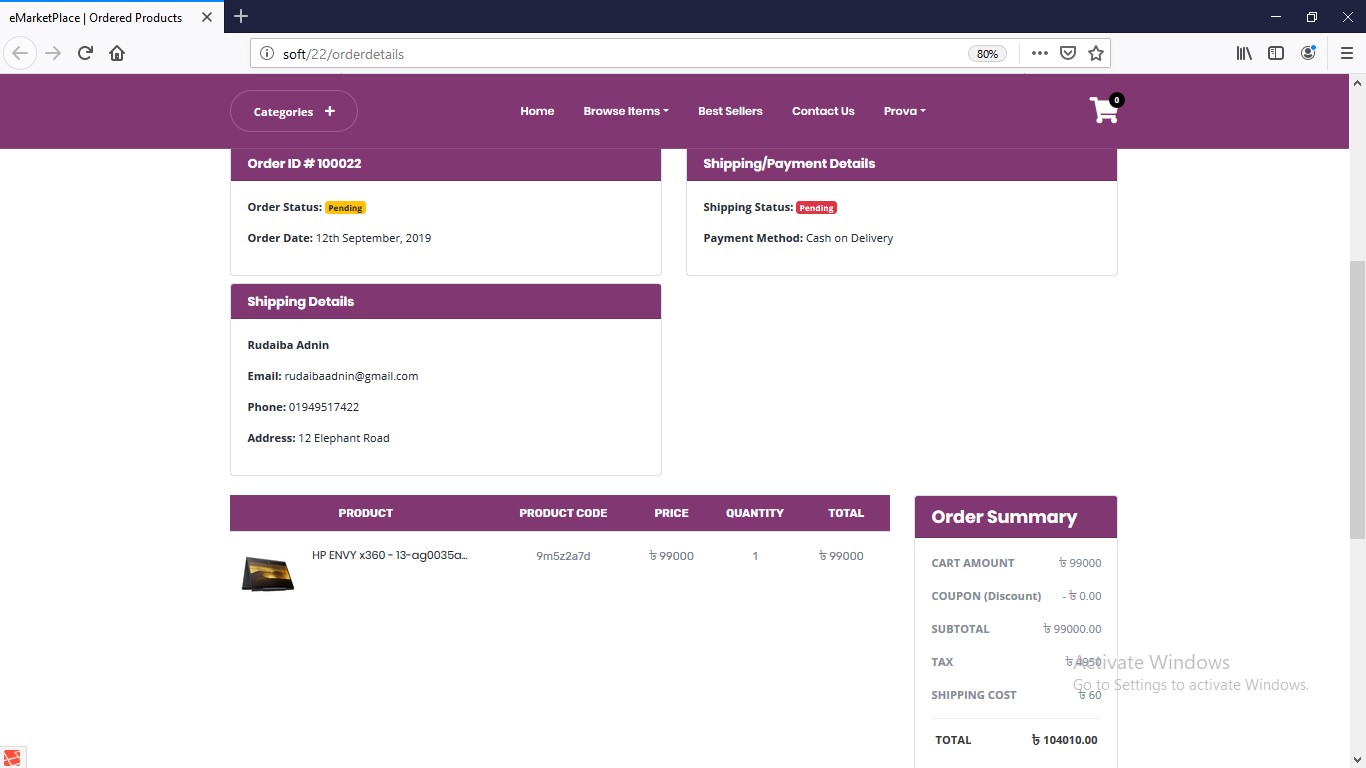 eMarketPlace | Ordered Products
soft/22/orderdetails
80%
Categories +
Home
Browse Items
Best Sellers
Contact Us
Prova
0
Order ID # 100022
Order Status: Pending
Order Date: 12th September, 2019
Shipping/Payment Details
Shipping Status: Pending
Payment Method: Cash on Delivery
Shipping Details
Rudaiba Adnin
Email: rudaibaadnin@gmail.com
Phone: 01949517422
Address: 12 Elephant Road
PRODUCT PRODUCT CODE PRICE QUANTITY TOTAL
HP ENVY x360 - 13-ag0035a... 9m5z2a7d ৳ 99000 1 ৳ 99000
Order Summary
CART AMOUNT ৳ 99000
COUPON (Discount) - ৳ 0.00
SUBTOTAL ৳ 99000.00
TAX ৳ 4950
SHIPPING COST ৳ 60
TOTAL ৳ 104010.00
Activate Windows
Go to Settings to activate Windows.